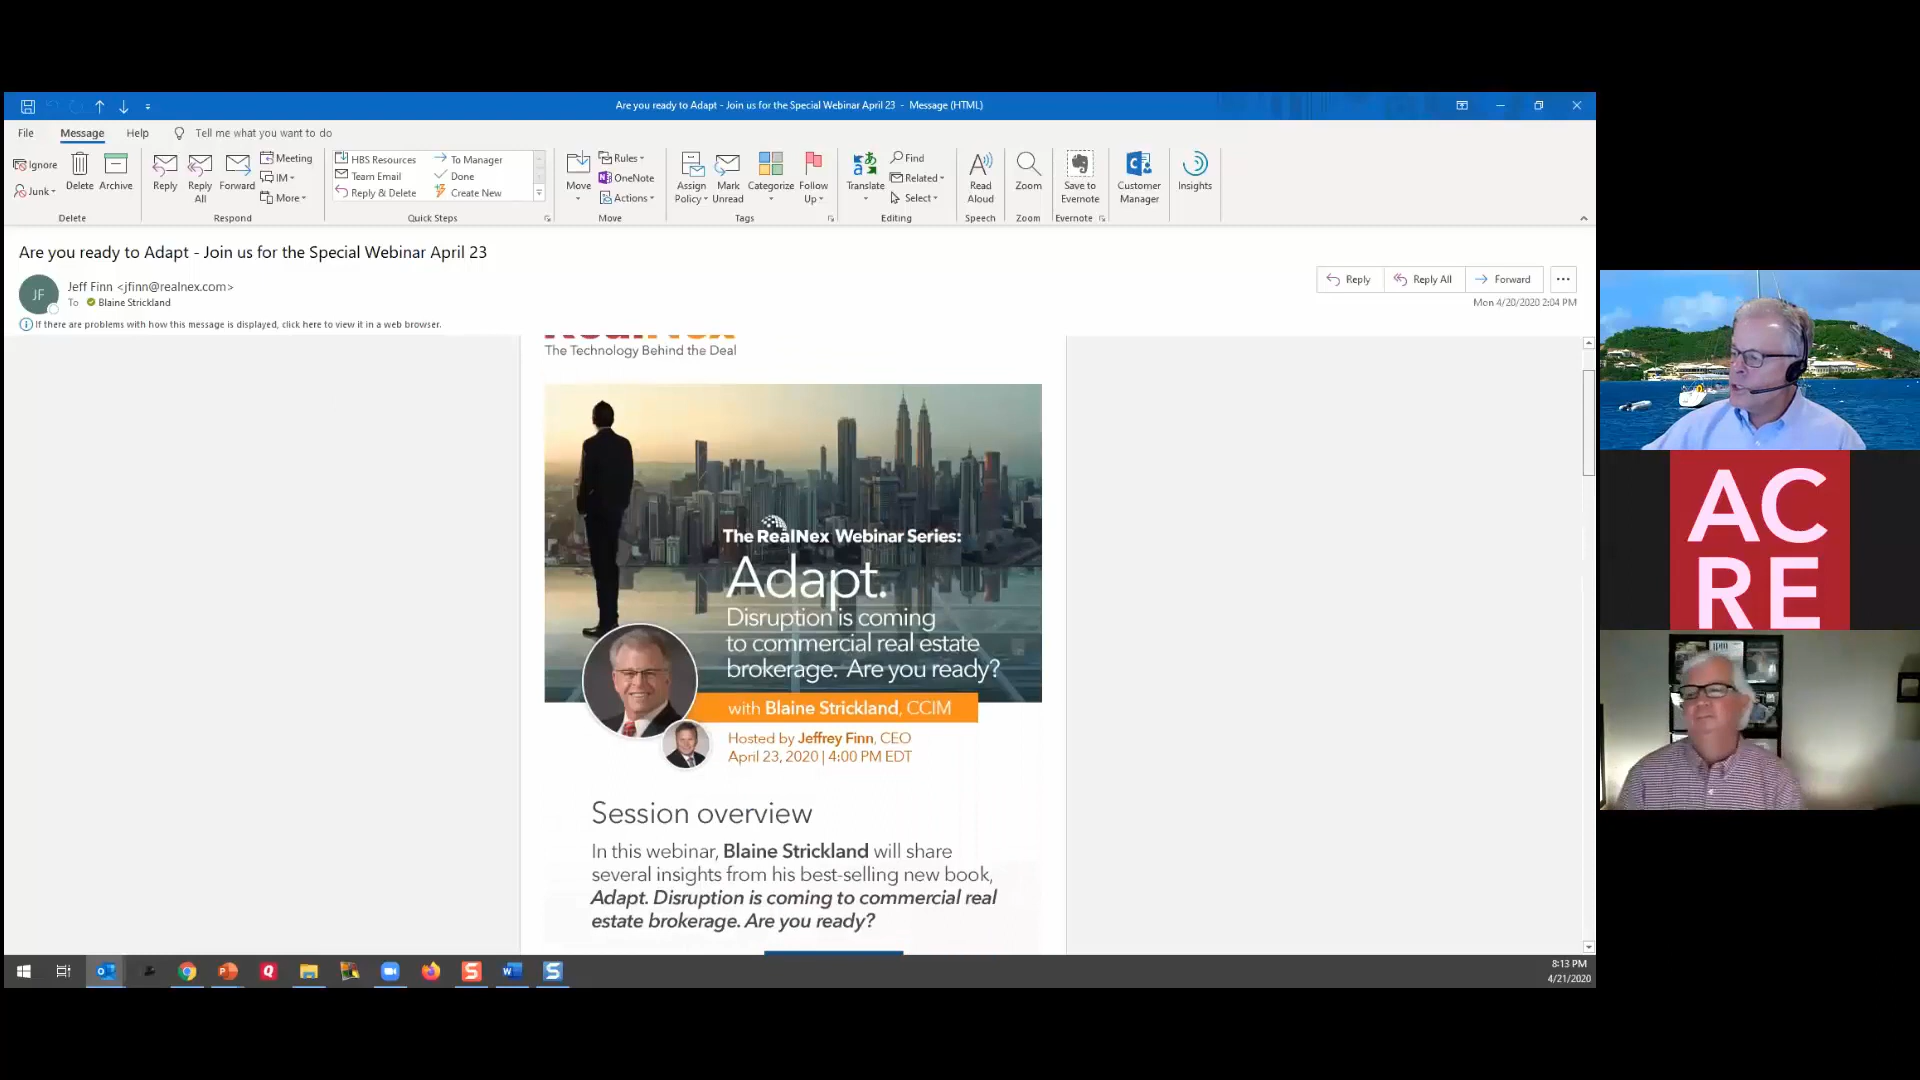 Are you ready to Adapt - Join us for the Special Webinar April 23 - Message (HTML)
File Message Help Tell me what you want to do
Ignore
Junk
Delete
Archive
Delete
Reply
Reply All
Forward
Meeting
IM
More
Respond
HBS Resources
Team Email
Reply & Delete
To Manager
Done
Create New
Quick Steps
Move
Rules
OneNote
Actions
Move
Assign Policy
Mark Unread
Categorize
Follow Up
Tags
Translate
Find
Related
Select
Editing
Read Aloud
Speech
Zoom
Zoom
Save to Evernote
Evernote
Customer Manager
Insights
Are you ready to Adapt - Join us for the Special Webinar April 23
JF
Jeff Finn <jfinn@realnex.com>
To Blaine Strickland
Reply Reply All Forward
Mon 4/20/2020 2:04 PM
If there are problems with how this message is displayed, click here to view it in a web browser.
RealNex
The Technology Behind the Deal
The RealNex Webinar Series:
Adapt.
Disruption is coming
to commercial real estate
brokerage. Are you ready?
with Blaine Strickland, CCIM
Hosted by Jeffrey Finn, CEO
April 23, 2020 | 4:00 PM EDT
Session overview
In this webinar, Blaine Strickland will share
several insights from his best-selling new book,
Adapt. Disruption is coming to commercial real
estate brokerage. Are you ready?
8:13 PM
4/21/2020
AC
RE